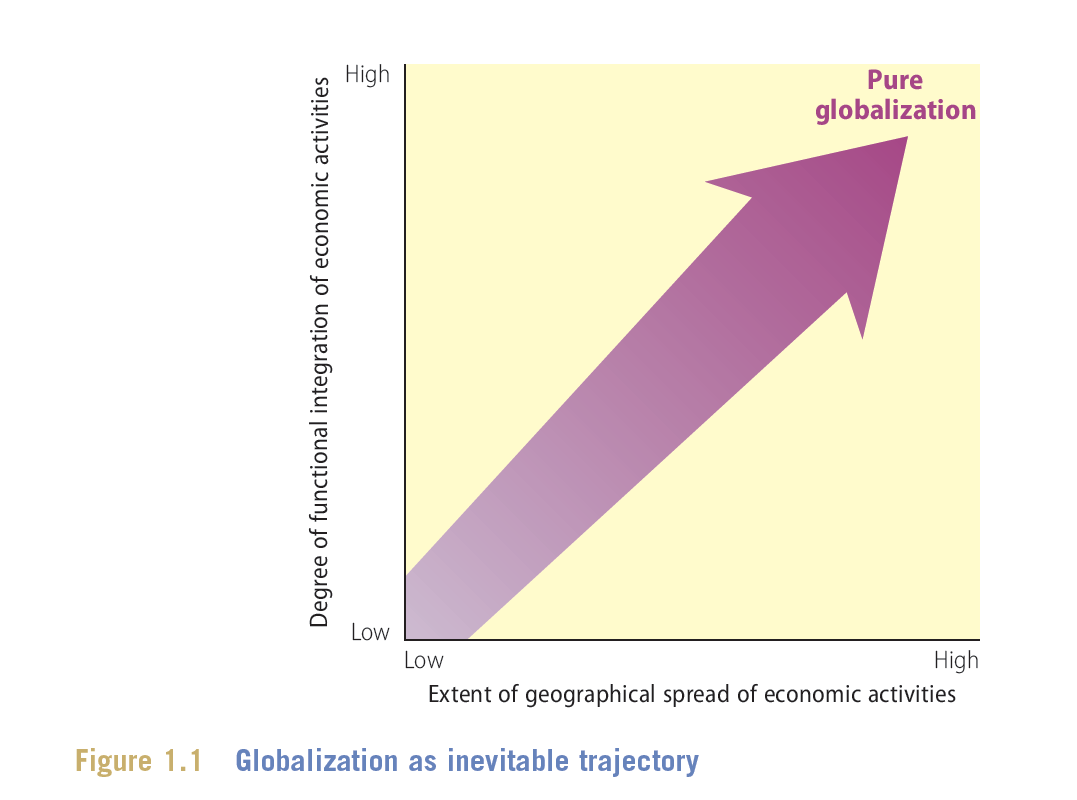 High
Pure
globalization
Degree of functional integration of economic activities
Low
Low
High
Extent of geographical spread of economic activities
Figure 1.1 Globalization as inevitable trajectory